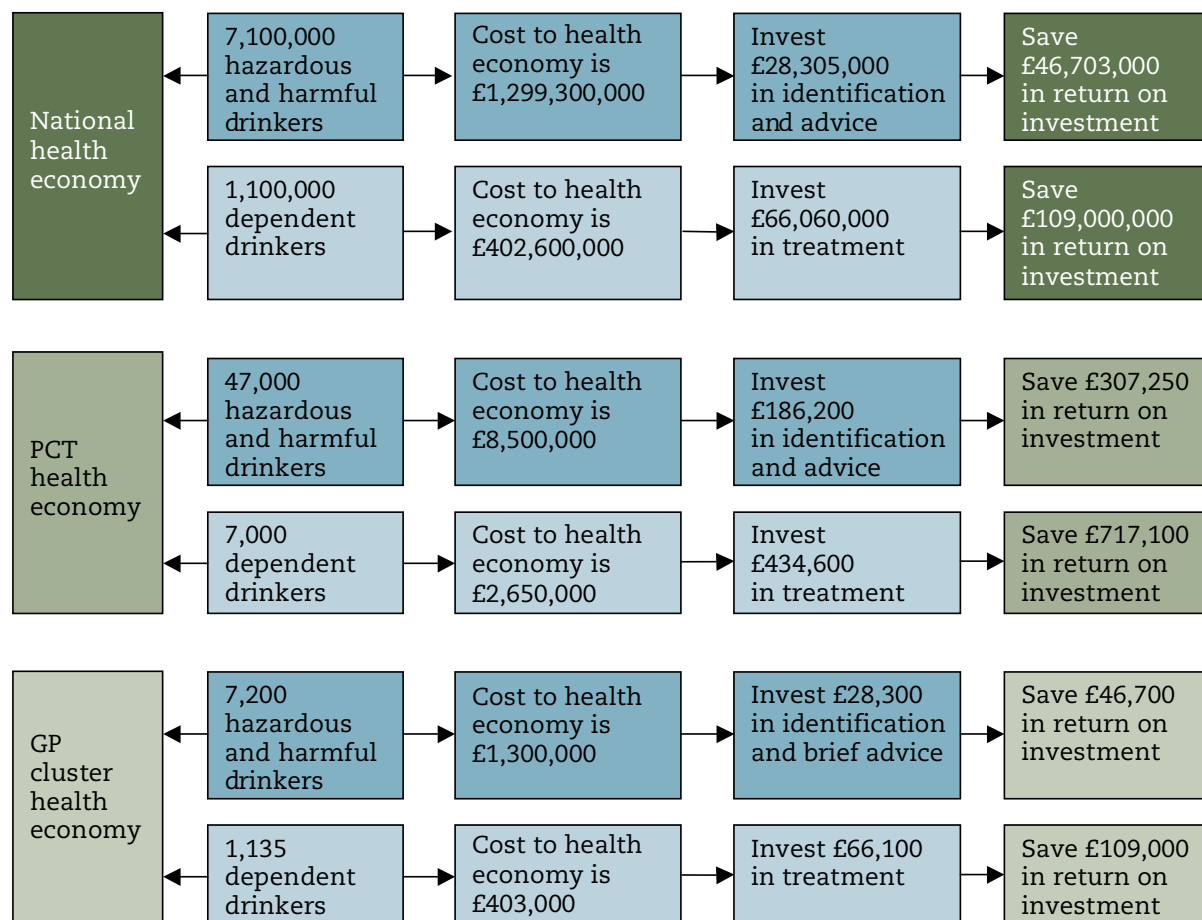 National
health
economy
7,100,000
hazardous
and harmful
drinkers
Cost to health
economy is
£1,299,300,000
Invest
£28,305,000
in identification
and advice
Save
£46,703,000
in return on
investment
1,100,000
dependent
drinkers
Cost to health
economy is
£402,600,000
Invest
£66,060,000
in treatment
Save
£109,000,000
in return on
investment
PCT
health
economy
47,000
hazardous
and harmful
drinkers
Cost to health
economy is
£8,500,000
Invest
£186,200
in identification
and advice
Save £307,250
in return on
investment
7,000
dependent
drinkers
Cost to health
economy is
£2,650,000
Invest
£434,600
in treatment
Save £717,100
in return on
investment
GP
cluster
health
economy
7,200
hazardous
and harmful
drinkers
Cost to health
economy is
£1,300,000
Invest £28,300
in identification
and brief advice
Save £46,700
in return on
investment
1,135
dependent
drinkers
Cost to health
economy is
£403,000
Invest £66,100
in treatment
Save £109,000
in return on
investment